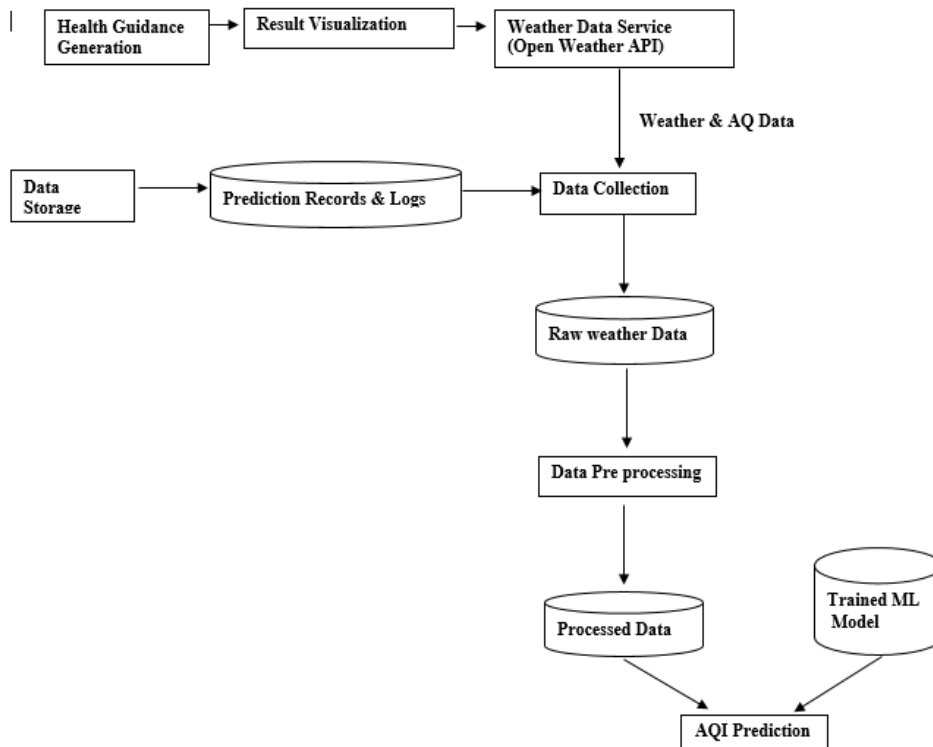 Health Guidance
Generation
Result Visualization
Weather Data Service
(Open Weather API)
Weather & AQ Data
Data
Storage
Prediction Records & Logs
Data Collection
Raw weather Data
Data Pre processing
Processed Data
Trained ML
Model
AQI Prediction